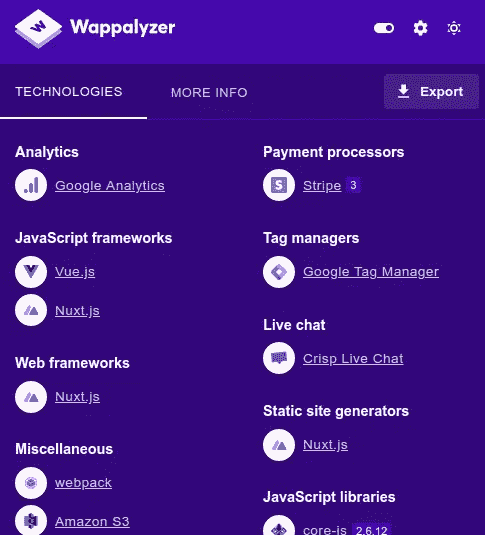 Wappalyzer
TECHNOLOGIES
MORE INFO
Export
Analytics
Google Analytics
JavaScript frameworks
Vue.js
Nuxt.js
Web frameworks
Nuxt.js
Miscellaneous
webpack
Amazon S3
Payment processors
Stripe 3
Tag managers
Google Tag Manager
Live chat
Crisp Live Chat
Static site generators
Nuxt.js
JavaScript libraries
core-js 2.6.12